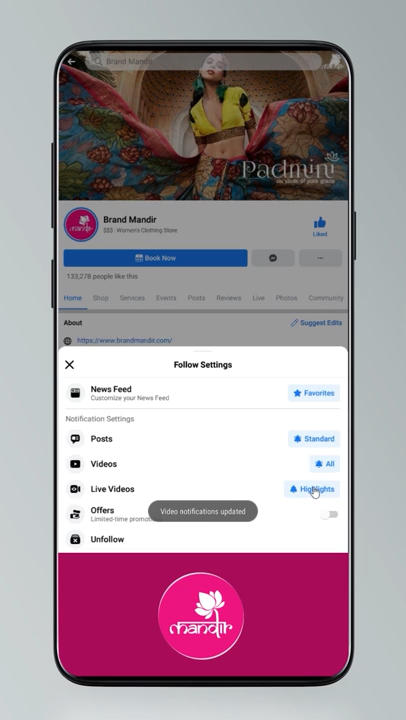 Brand Mandir
Padmini
Brand Mandir
$$$ · Women's Clothing Store
Liked
Book Now
133,278 people like this
Home Shop Services Events Posts Reviews Live Photos Community
About
Suggest Edits
https://www.brandmandir.com/
Follow Settings
News Feed
Customize your News Feed
Favorites
Notification Settings
Posts
Standard
Videos
All
Live Videos
Highlights
Video notifications updated
Offers
Limited-time
Unfollow
mandir